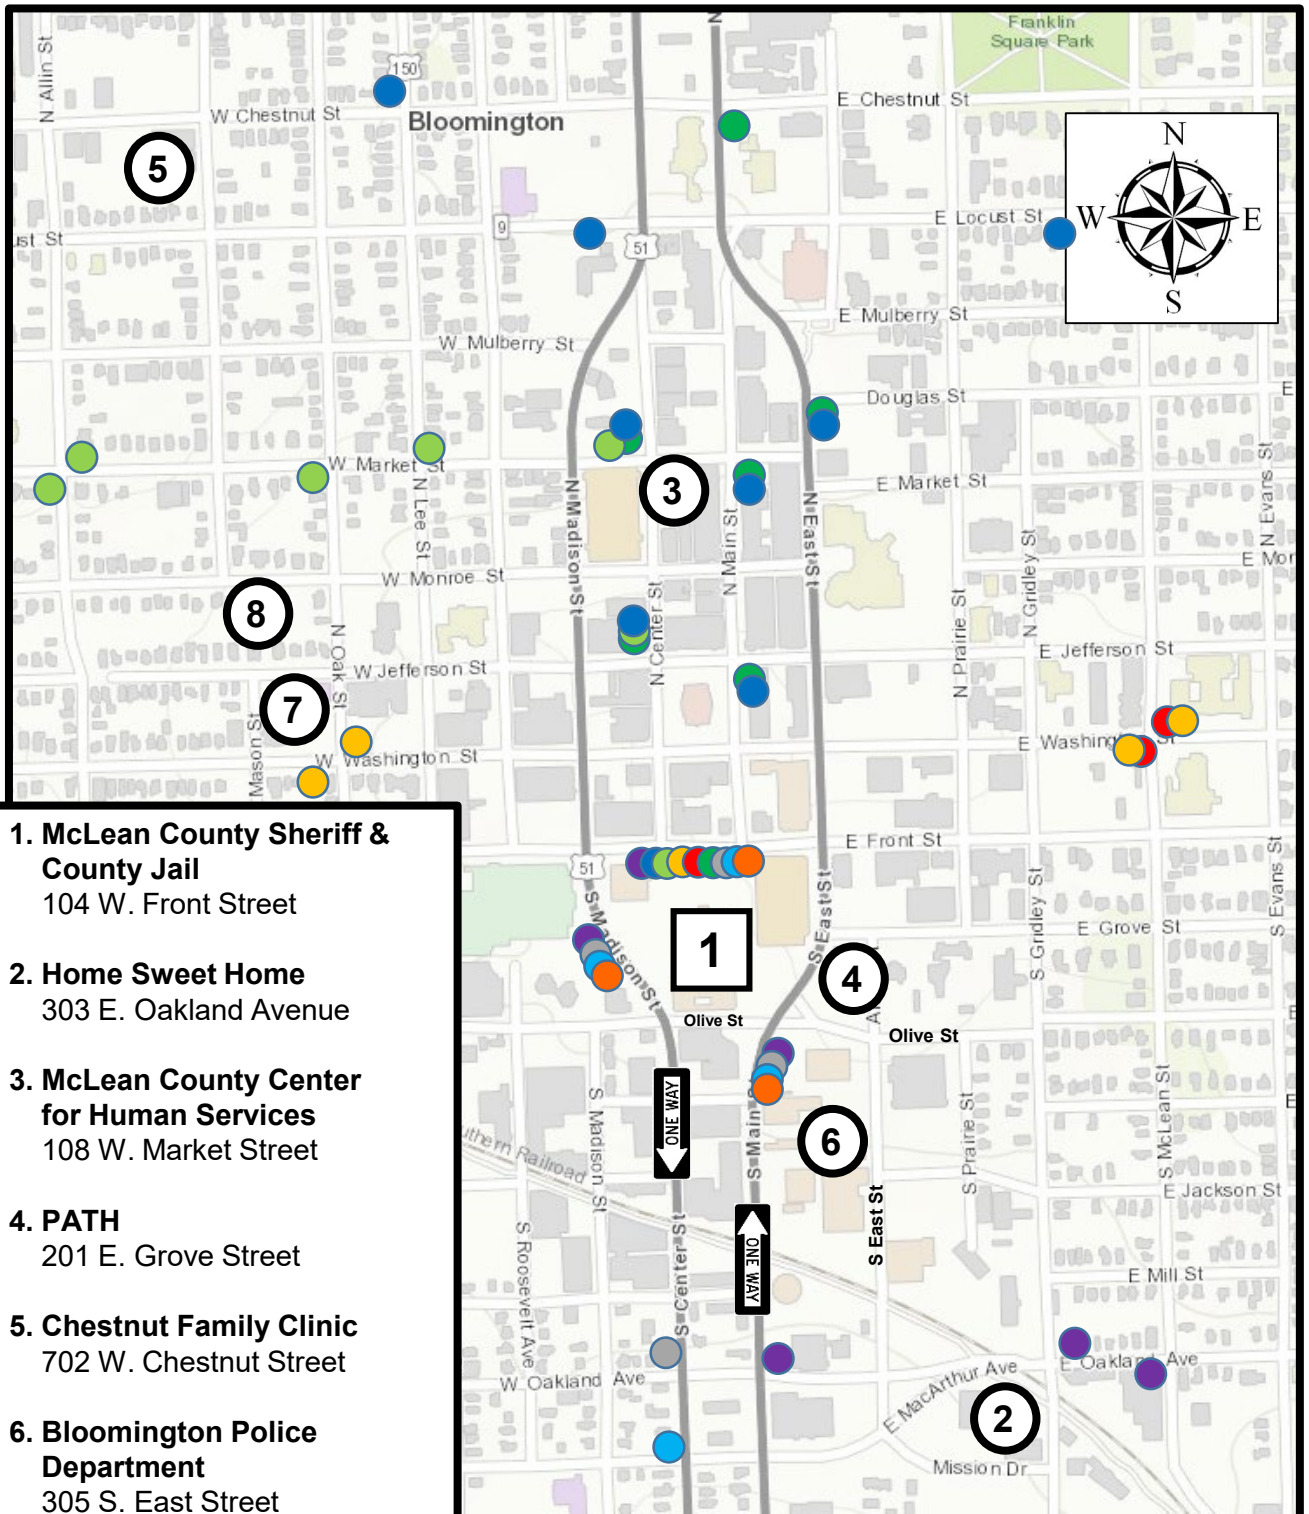 Franklin
Square Park
N Allin St
150
W Chestnut St
Bloomington
N
E Chestnut St
5
N
W
E
S
9
51
E Locust St
ust St
E Mulberry St
W Mulberry St
Douglas St
E
W Market St
3
E Market St
N Lee St
N Madison St
N Main St
N East St
N Evans St
N Gridley St
W Monroe St
E Mon
8
N Center St
N Prairie St
N Oak St
W Jefferson St
E Jefferson St
7
Mason St
W Washington St
E Washing
St
E Front St
51
S Madison St
S East St
S Gridley St
S Evans St
E Grove St
1
4
A
Olive St
Olive St
E
ONE WAY
S Madison St
S Main
6
S Prairie St
S McLean St
E
uthern Railroad
E Jackson St
S East St
S Roosevelt Ave
S Center St
ONE WAY
E Mill St
W Oakland Ave
E MacArthur Ave
E Oakland Ave
2
Mission Dr
1. McLean County Sheriff &
County Jail
104 W. Front Street
2. Home Sweet Home
303 E. Oakland Avenue
3. McLean County Center
for Human Services
108 W. Market Street
4. PATH
201 E. Grove Street
5. Chestnut Family Clinic
702 W. Chestnut Street
6. Bloomington Police
Department
305 S. East Street